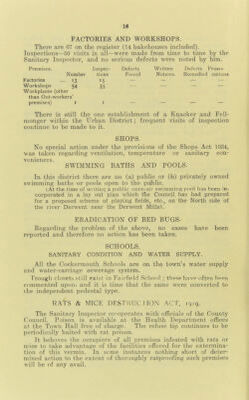 16
FACTORIES AND WORKSHOPS.
There are 67 on the register (14 bakehouses included).
Inspections—50 visits in all—were made from time to time by the
Sanitary Inspector, and no serious defects were noted by him.
Premises. Number Inspec- tions Defects Found Written Notices. Defects Remedied Prosec- utions
Factories 13 15 — — — —
Workshops 54 35 — — — —
Workplaces (other
than Out-workers'
premises) 1 1 — — — —
There is still the one establishment of a Knacker and Fell-
monger within the Urban District; frequent visits of inspection
continue to be made to it.
SHOPS.
No special action under the provisions of the Shops Act 1934,
was taken regarding ventilation, temperature or sanitary con-
veniences.
SWIMMING BATHS AND POOLS.
In this district there are no (a) public or (b) privately owned
swimming baths or pools open to the public.
(At the time of writing a public open-air swimming pool has been in-
corporated in a lay out plan which the Council has had prepared
for a proposed scheme of playing fields, etc., on the North side of
the river Derwent near the Derwent Mills).
ERADICATION OF BED BUGS.
Regarding the problem of the above, no cases have been
reported and therefore no action has been taken.
SCHOOLS.
SANITARY CONDITION AND WATER SUPPLY.
All the Cockermouth Schools are on the town's water supply
and water-carriage sewerage system.
Trough closets still exist in Fairfield School; these have often been
commented upon and it is time that the same were converted to
the independent pedestal type.
RATS & MICE DESTRUCTION ACT, 1919.
The Sanitary Inspector co-operates with officials of the County
Council. Poison is available at the Health Department offices
at the Town Hall free of charge. The refuse tip continues to be
periodically baited with rat poison.
It behoves the occupiers of all premises infested with rats or
mice to take advantage of the facilities offered for the extermina-
tion of this vermin. In some instances nothing short of deter-
mined action to the extent of thoroughly ratproofing such premises
will be of any avail.